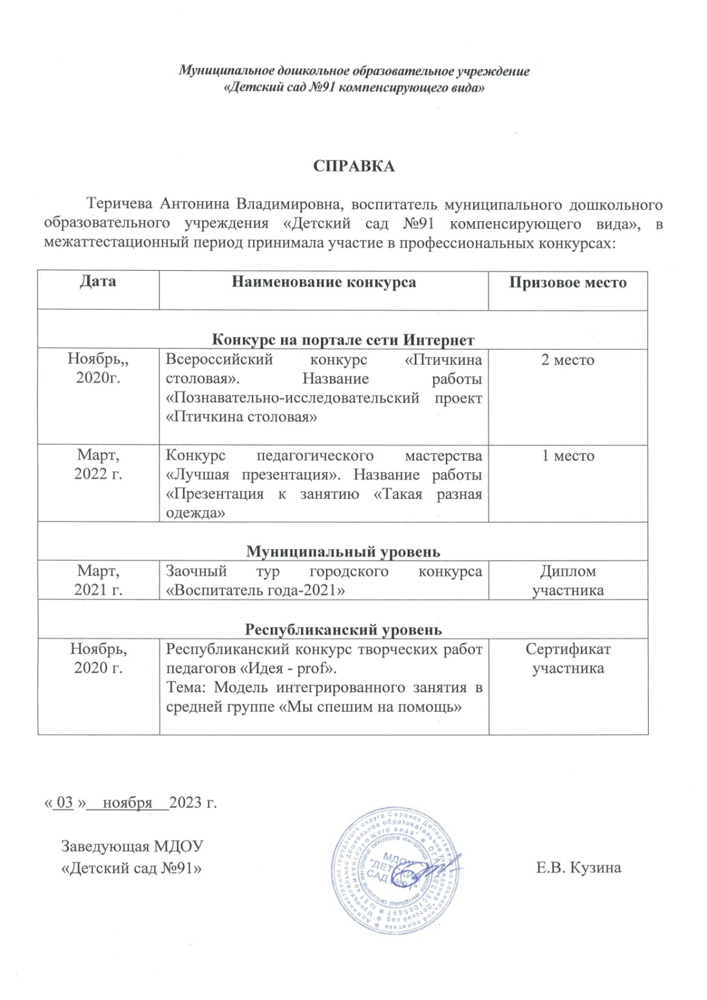 Муниципальное дошкольное образовательное учреждение
«Детский сад №91 компенсирующего вида»
СПРАВКА
Теричева Антонина Владимировна, воспитатель муниципального дошкольного
образовательного учреждения «Детский сад №91 компенсирующего вида», в
межаттестационный период принимала участие в профессиональных конкурсах:
Дата Наименование конкурса Призовое место
Конкурс на портале сети Интернет
Ноябрь,, Всероссийский конкурс «Птичкина 2 место
2020г. столовая». Название работы
«Познавательно-исследовательский проект
«Птичкина столовая»
Март, Конкурс педагогического мастерства 1 место
2022 г. «Лучшая презентация». Название работы
«Презентация к занятию «Такая разная
одежда»
Муниципальный уровень
Март, Заочный тур городского конкурса Диплом
2021 г. «Воспитатель года-2021» участника
Республиканский уровень
Ноябрь, Республиканский конкурс творческих работ Сертификат
2020 г. педагогов «Идея - prof». участника
Тема: Модель интегрированного занятия в
средней группе «Мы спешим на помощь»
« 03 » ноября 2023 г.
Заведующая МДОУ
«Детский сад №91» Е.В. Кузина
МДОУ
"ДЕТСКИЙ
САД №91"